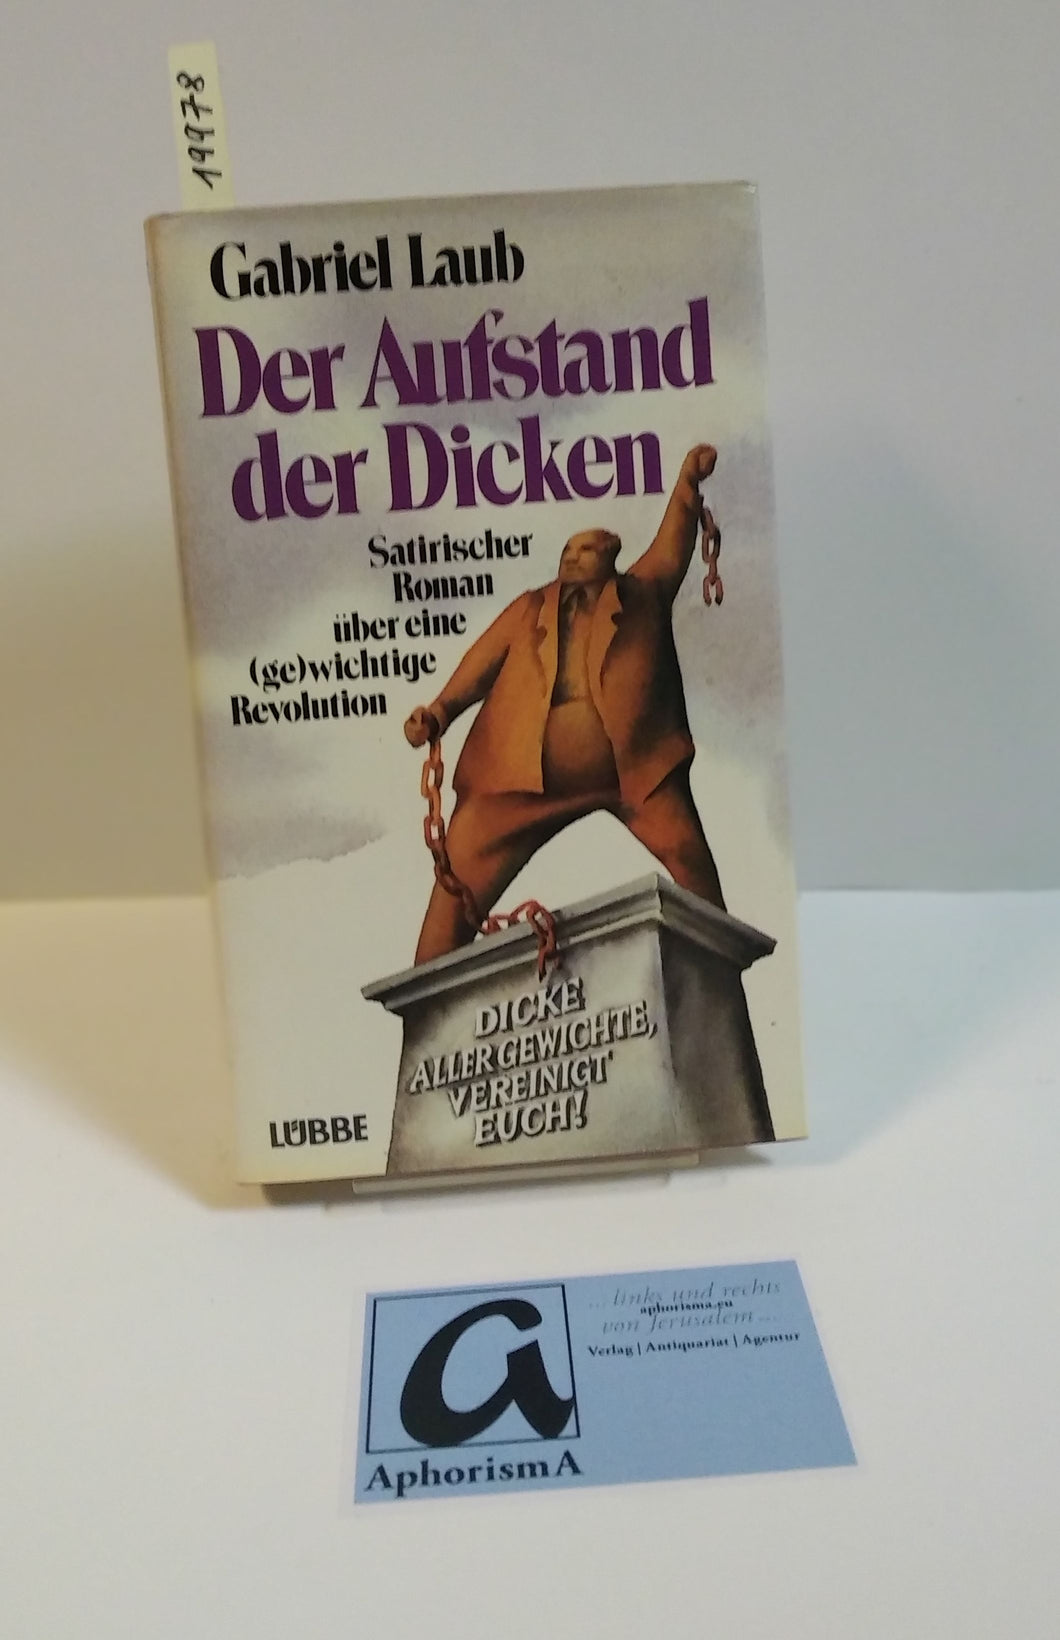 19978
Gabriel Laub
Der Aufstand
der Dicken
Satirischer
Roman
über eine
(ge)wichtige
Revolution
DICKE
ALLER GEWICHTE,
VEREINIGT
EUCH!
LÜBBE
a
AphorismA
... links und rechts
aphorisma.eu
von Jerusalem ...
Verlag | Antiquariat | Agentur